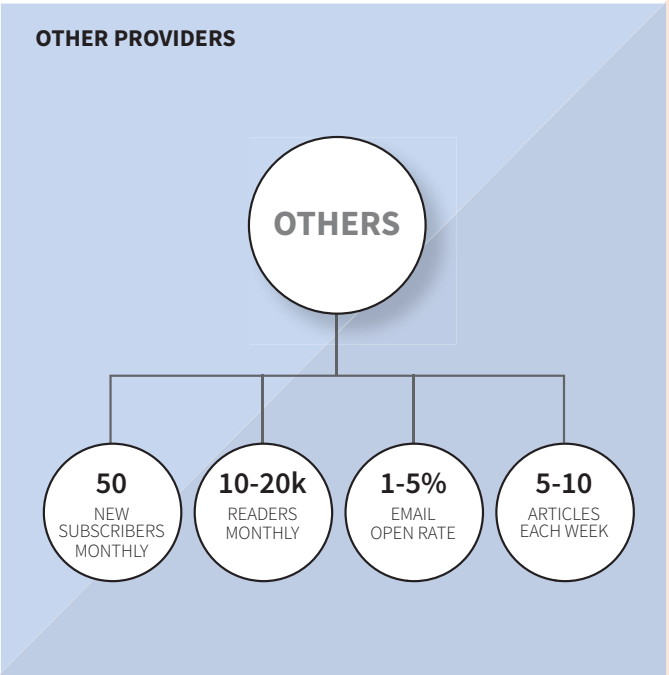 OTHER PROVIDERS
OTHERS
50
NEW
SUBSCRIBERS
MONTHLY
10-20k
READERS
MONTHLY
1-5%
EMAIL
OPEN RATE
5-10
ARTICLES
EACH WEEK